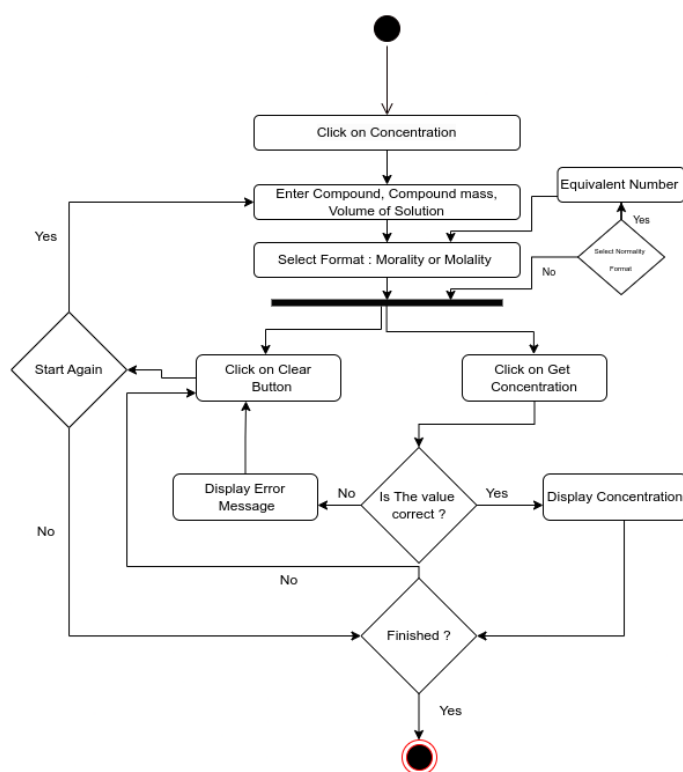 Click on Concentration
Enter Compound, Compound mass,
Volume of Solution
Equivalent Number
Yes
Select Normality
Format
No
Select Format : Morality or Molality
Yes
Start Again
Click on Clear
Button
Click on Get
Concentration
Display Error
Message
No
Is The value
correct ?
Yes
Display Concentration
No
No
Finished ?
Yes